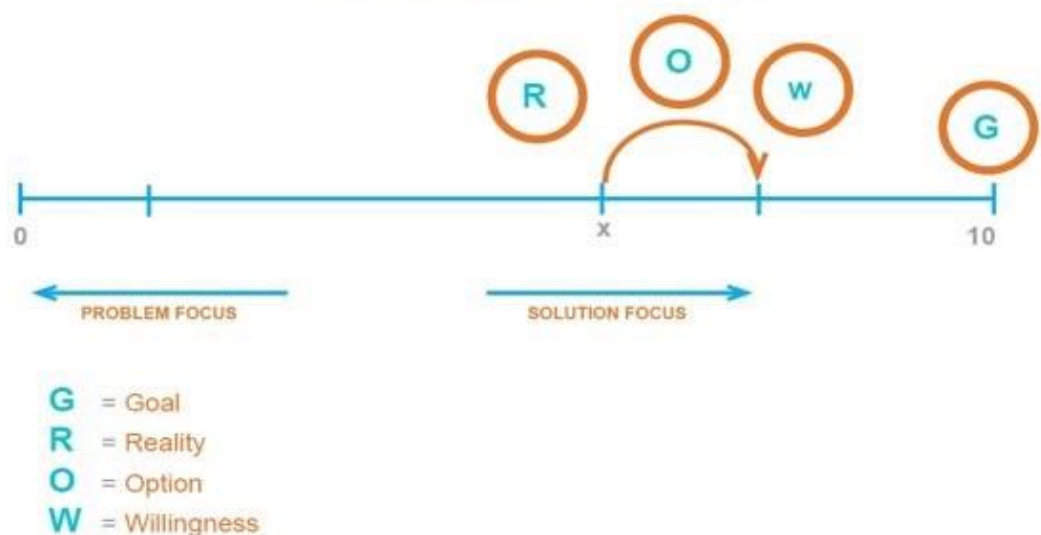 O
R
W
G
0
x
10
PROBLEM FOCUS
SOLUTION FOCUS
G = Goal
R = Reality
O = Option
W = Willingness